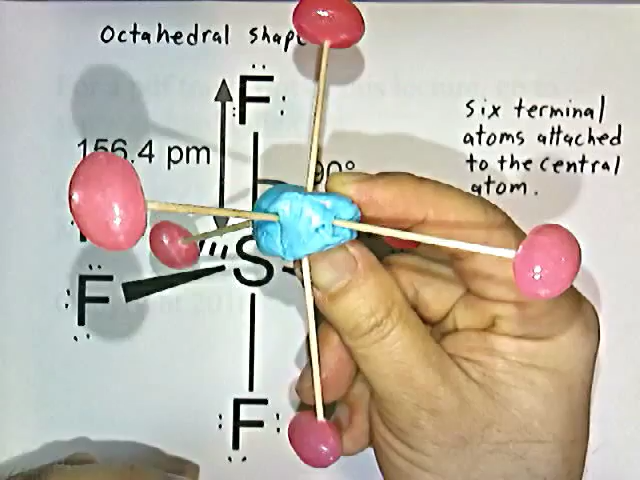 Octahedral shape
F
156.4 pm
90°
six terminal
atoms attached
to the central
atom.
S
F
F